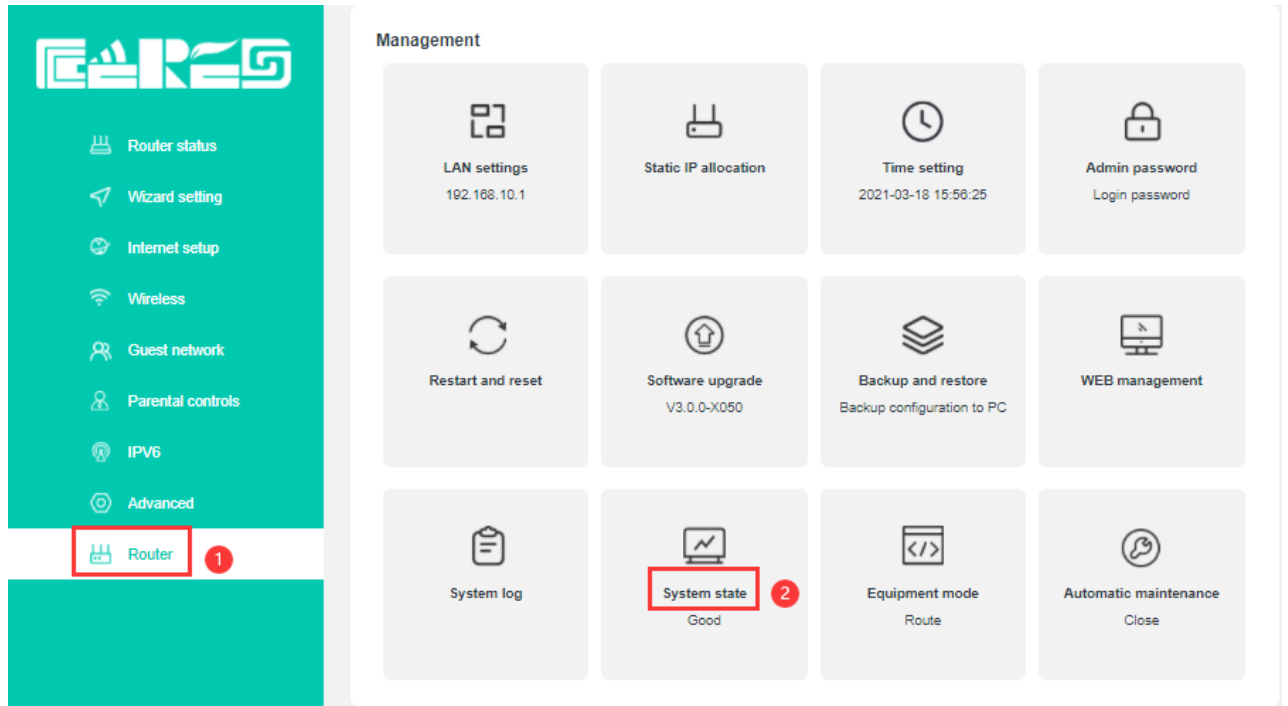 CARES
Router status
Wizard setting
Internet setup
Wireless
Guest network
Parental controls
IPV6
Advanced
Router
1
Management
LAN settings
192.168.10.1
Static IP allocation
Time setting
2021-03-18 15:56:25
Admin password
Login password
Restart and reset
Software upgrade
V3.0.0-X050
Backup and restore
Backup configuration to PC
WEB management
System log
System state
2
Good
Equipment mode
Route
Automatic maintenance
Close